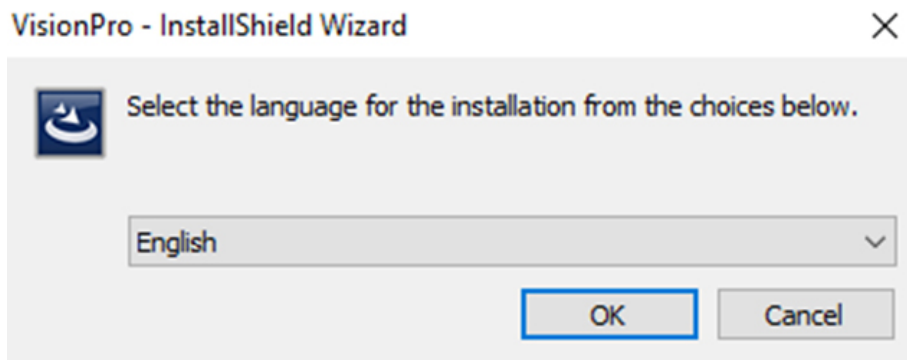 VisionPro - InstallShield Wizard
Select the language for the installation from the choices below.
English
OK Cancel